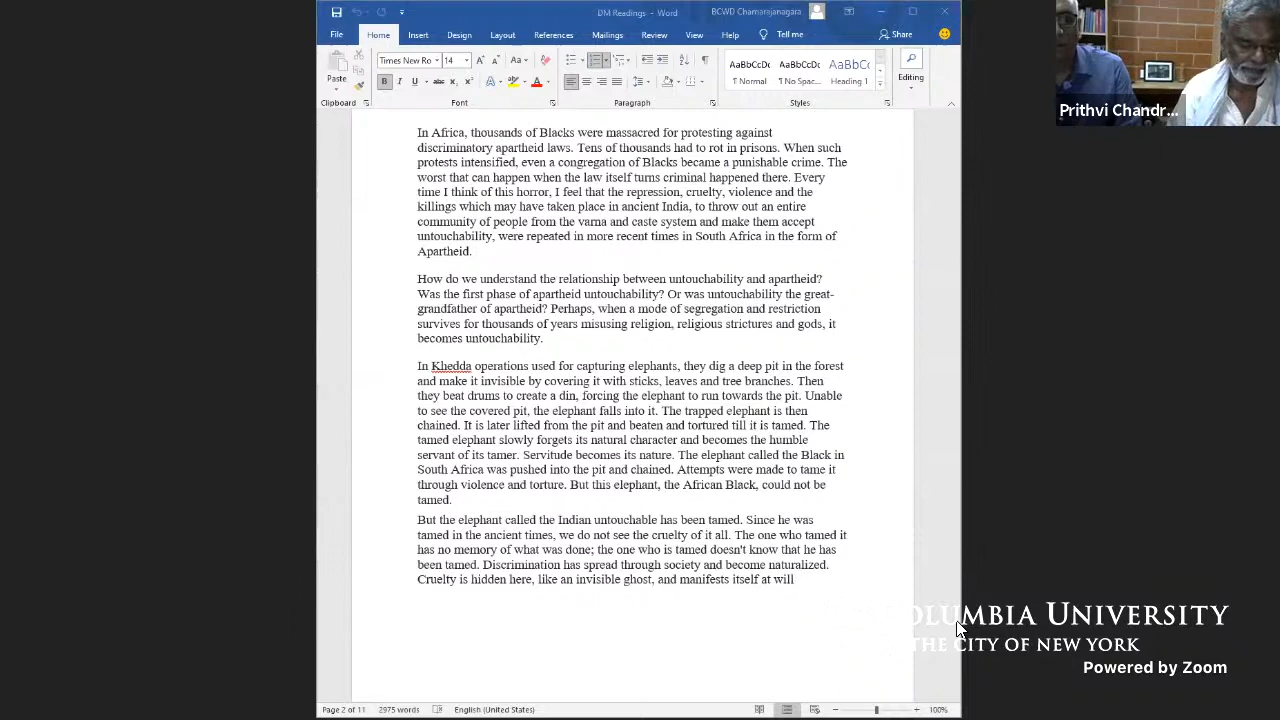 DM Readings - Word
BCWD Chamarajanagara
File Home Insert Design Layout References Mailings Review View Help Tell me Share
Paste
Times New Ro 14
AaBbCcDc AaBbCcDc AaBbC
¶ Normal ¶ No Spac... Heading 1
Editing
Clipboard Font Paragraph Styles
Prithvi Chandr...
In Africa, thousands of Blacks were massacred for protesting against
discriminatory apartheid laws. Tens of thousands had to rot in prisons. When such
protests intensified, even a congregation of Blacks became a punishable crime. The
worst that can happen when the law itself turns criminal happened there. Every
time I think of this horror, I feel that the repression, cruelty, violence and the
killings which may have taken place in ancient India, to throw out an entire
community of people from the varna and caste system and make them accept
untouchability, were repeated in more recent times in South Africa in the form of
Apartheid.
How do we understand the relationship between untouchability and apartheid?
Was the first phase of apartheid untouchability? Or was untouchability the great-
grandfather of apartheid? Perhaps, when a mode of segregation and restriction
survives for thousands of years misusing religion, religious strictures and gods, it
becomes untouchability.
In Khedda operations used for capturing elephants, they dig a deep pit in the forest
and make it invisible by covering it with sticks, leaves and tree branches. Then
they beat drums to create a din, forcing the elephant to run towards the pit. Unable
to see the covered pit, the elephant falls into it. The trapped elephant is then
chained. It is later lifted from the pit and beaten and tortured till it is tamed. The
tamed elephant slowly forgets its natural character and becomes the humble
servant of its tamer. Servitude becomes its nature. The elephant called the Black in
South Africa was pushed into the pit and chained. Attempts were made to tame it
through violence and torture. But this elephant, the African Black, could not be
tamed.
But the elephant called the Indian untouchable has been tamed. Since he was
tamed in the ancient times, we do not see the cruelty of it all. The one who tamed it
has no memory of what was done; the one who is tamed doesn't know that he has
been tamed. Discrimination has spread through society and become naturalized.
Cruelty is hidden here, like an invisible ghost, and manifests itself at will
OLUMBIA UNIVERSITY
THE CITY OF NEW YORK
Powered by Zoom
Page 2 of 11 2975 words English (United States) 100%